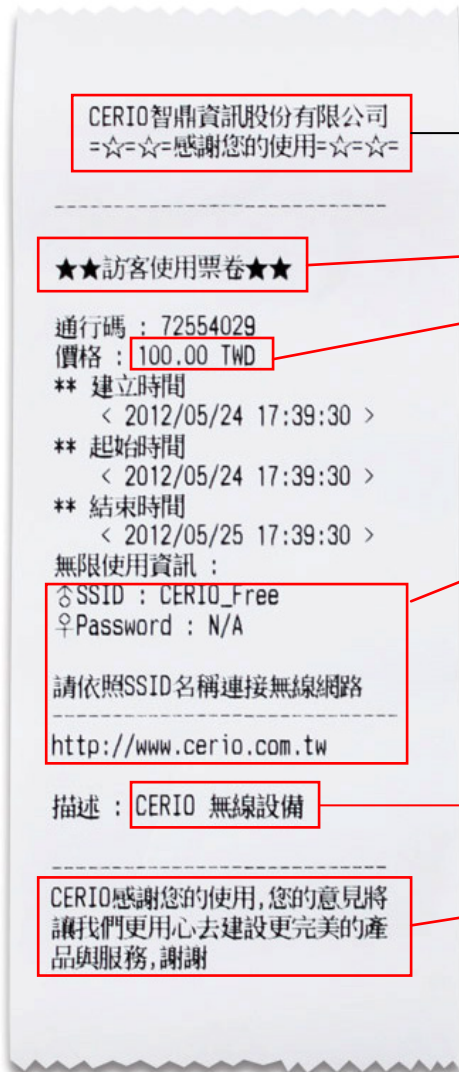 CERIO智鼎資訊股份有限公司
=☆=☆=感謝您的使用=☆=☆=
----------------------------
★★訪客使用票卷★★
通行碼 : 72554029
價格 : 100.00 TWD
** 建立時間
< 2012/05/24 17:39:30 >
** 起始時間
< 2012/05/24 17:39:30 >
** 結束時間
< 2012/05/25 17:39:30 >
無限使用資訊 :
♂SSID : CERIO_Free
♀Password : N/A
請依照SSID名稱連接無線網路
-----------------------------
http://www.cerio.com.tw
描述 : CERIO 無線設備
----------------------------
CERIO感謝您的使用,您的意見將
讓我們更用心去建設更完美的產
品與服務,謝謝